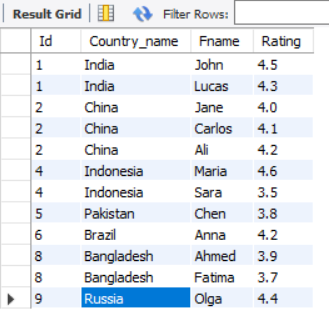 Result Grid Filter Rows:
Id Country_name Fname Rating
1 India John 4.5
1 India Lucas 4.3
2 China Jane 4.0
2 China Carlos 4.1
2 China Ali 4.2
4 Indonesia Maria 4.6
4 Indonesia Sara 3.5
5 Pakistan Chen 3.8
6 Brazil Anna 4.2
8 Bangladesh Ahmed 3.9
8 Bangladesh Fatima 3.7
9 Russia Olga 4.4